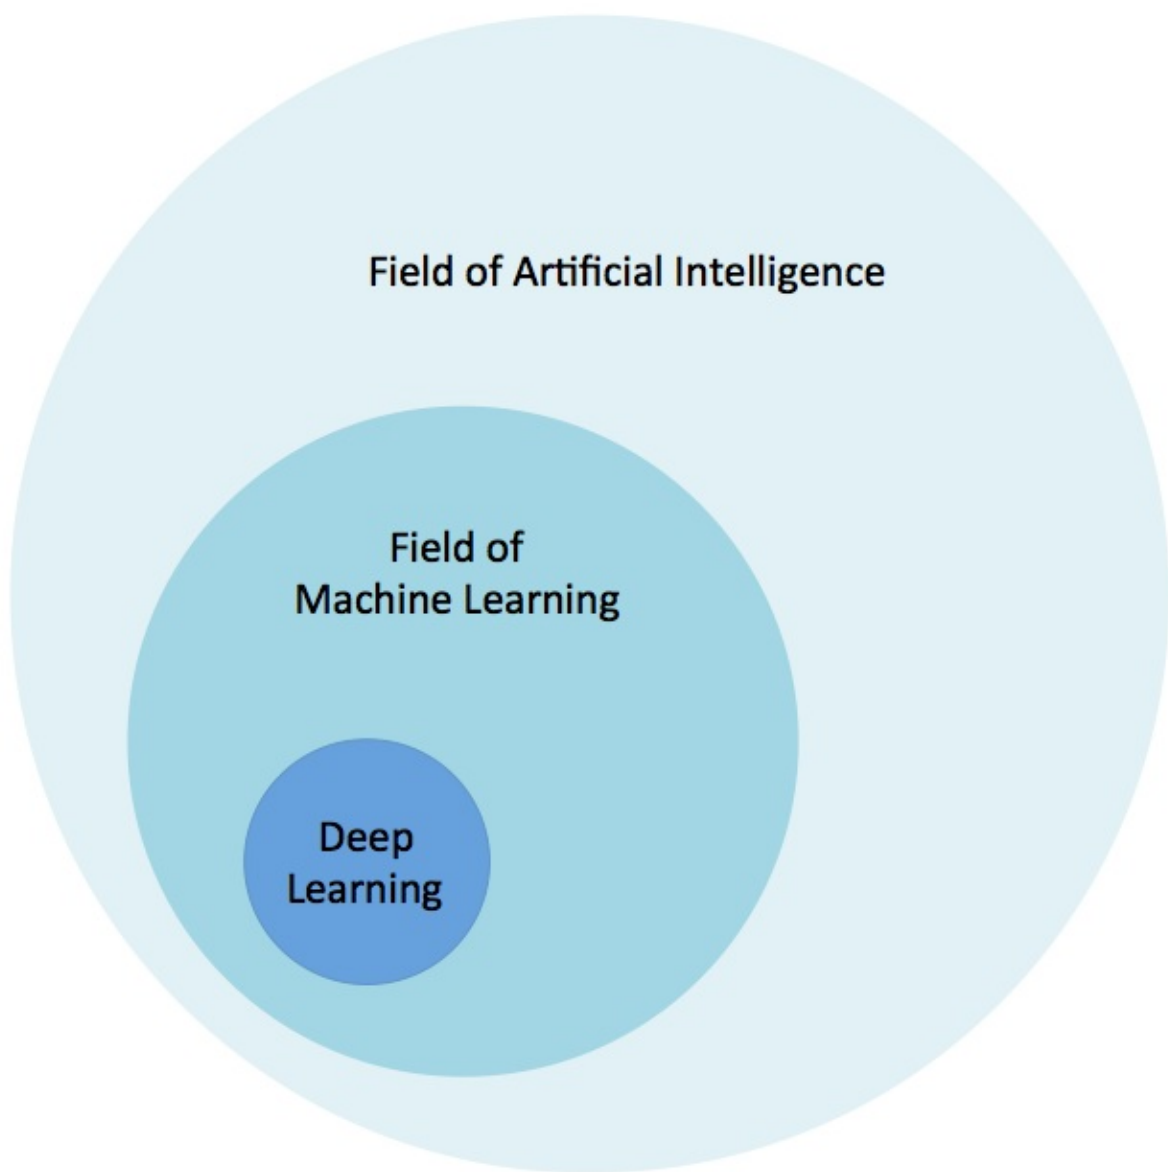 Field of Artificial Intelligence
Field of
Machine Learning
Deep
Learning